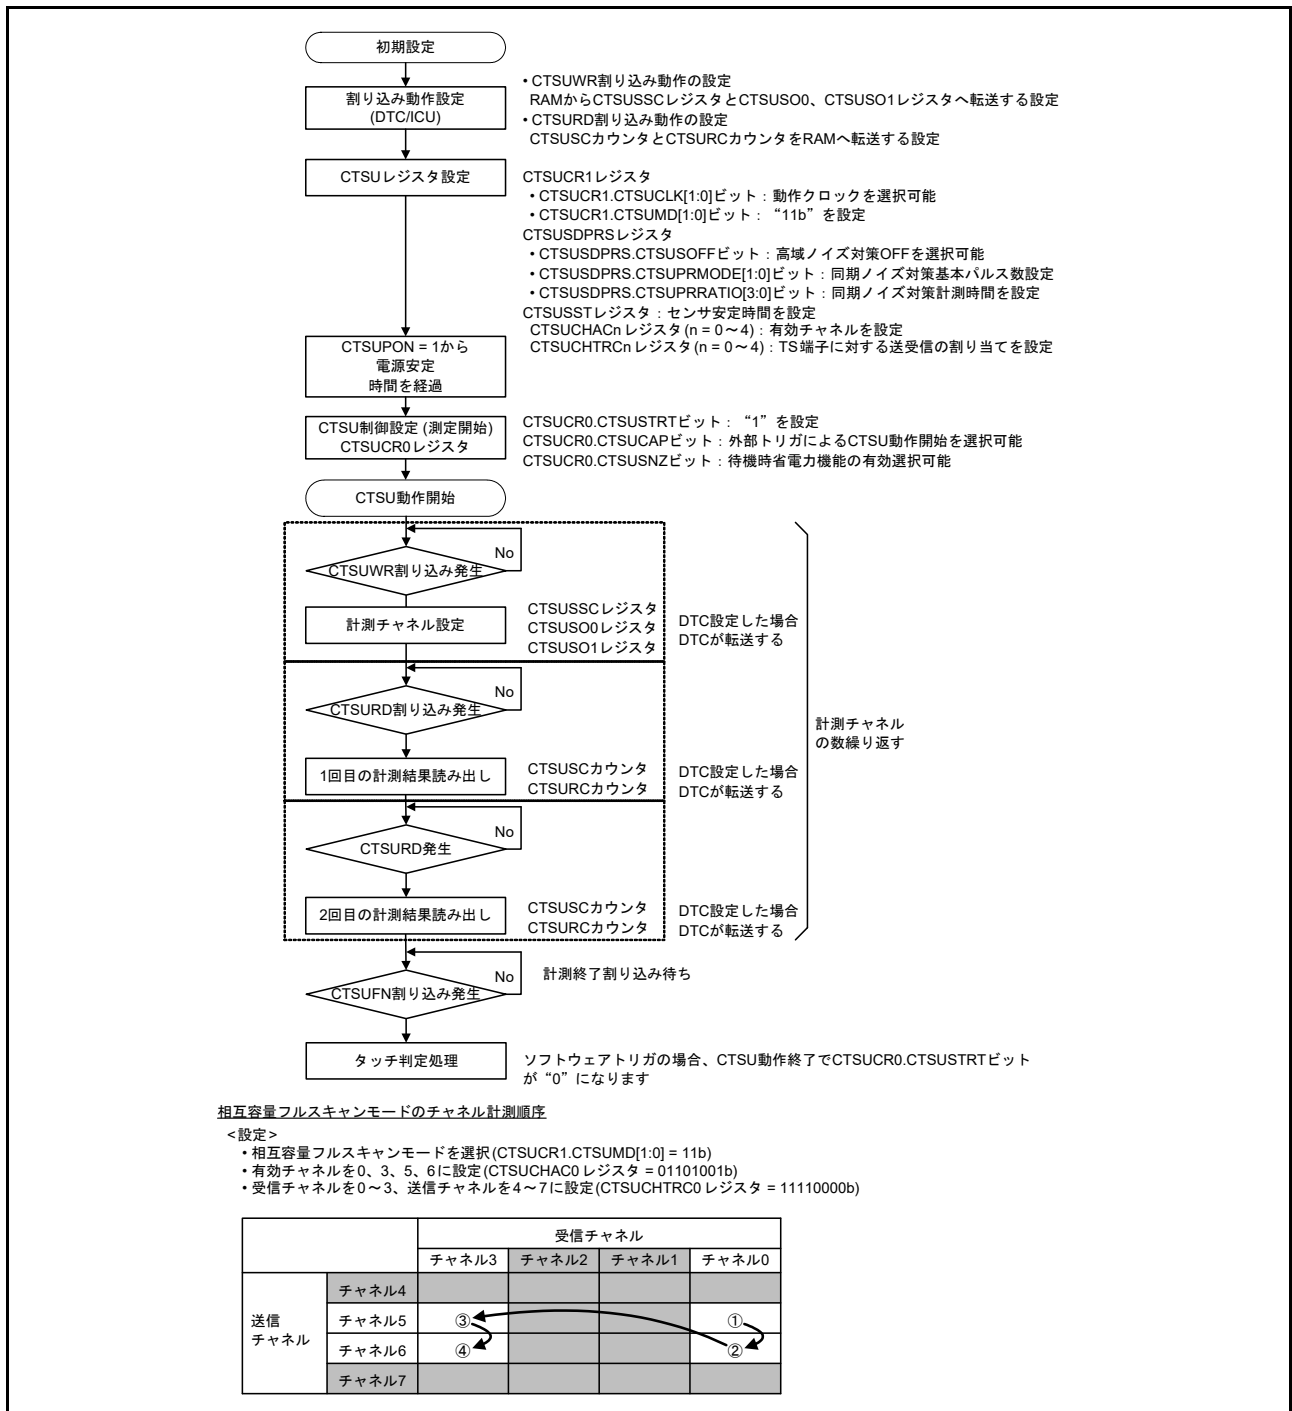 初期設定
割り込み動作設定
(DTC/ICU)
• CTSUWR割り込み動作の設定
RAMからCTSUSSCレジスタとCTSUSO0、CTSUSO1レジスタへ転送する設定
• CTSURD割り込み動作の設定
CTSUSCカウンタとCTSURCカウンタをRAMへ転送する設定
CTSUレジスタ設定
CTSUCR1レジスタ
• CTSUCR1.CTSUCLK[1:0]ビット：動作クロックを選択可能
• CTSUCR1.CTSUMD[1:0]ビット：“11b”を設定
CTSUSDPRSレジスタ
• CTSUSDPRS.CTSUSOFFビット：高域ノイズ対策OFFを選択可能
• CTSUSDPRS.CTSUPRMODE[1:0]ビット：同期ノイズ対策基本パルス数設定
• CTSUSDPRS.CTSUPRRATIO[3:0]ビット：同期ノイズ対策計測時間を設定
CTSUSSTレジスタ：センサ安定時間を設定
CTSUCHACnレジスタ(n = 0～4)：有効チャネルを設定
CTSUCHTRCnレジスタ(n = 0～4)：TS端子に対する送受信の割り当てを設定
CTSUPON = 1から
電源安定
時間を経過
CTSU制御設定 (測定開始)
CTSUCR0レジスタ
CTSUCR0.CTSUSTRTビット：“1”を設定
CTSUCR0.CTSUCAPビット：外部トリガによるCTSU動作開始を選択可能
CTSUCR0.CTSUSNZビット：待機時省電力機能の有効選択可能
CTSU動作開始
No
CTSUWR割り込み発生
計測チャネル設定
CTSUSSCレジスタ
CTSUSO0レジスタ
CTSUSO1レジスタ
DTC設定した場合
DTCが転送する
No
CTSURD割り込み発生
計測チャネル
の数繰り返す
1回目の計測結果読み出し
CTSUSCカウンタ
CTSURCカウンタ
DTC設定した場合
DTCが転送する
No
CTSURD発生
2回目の計測結果読み出し
CTSUSCカウンタ
CTSURCカウンタ
DTC設定した場合
DTCが転送する
No
計測終了割り込み待ち
CTSUFN割り込み発生
タッチ判定処理
ソフトウェアトリガの場合、CTSU動作終了でCTSUCR0.CTSUSTRTビット
が“0”になります
相互容量フルスキャンモードのチャネル計測順序
<設定>
• 相互容量フルスキャンモードを選択(CTSUCR1.CTSUMD[1:0] = 11b)
• 有効チャネルを0、3、5、6に設定(CTSUCHAC0レジスタ = 01101001b)
• 受信チャネルを0～3、送信チャネルを4～7に設定(CTSUCHTRC0レジスタ = 11110000b)
受信チャネル
チャネル3 チャネル2 チャネル1 チャネル0
送信
チャネル
チャネル4
チャネル5 ③ ①
チャネル6 ④ ②
チャネル7